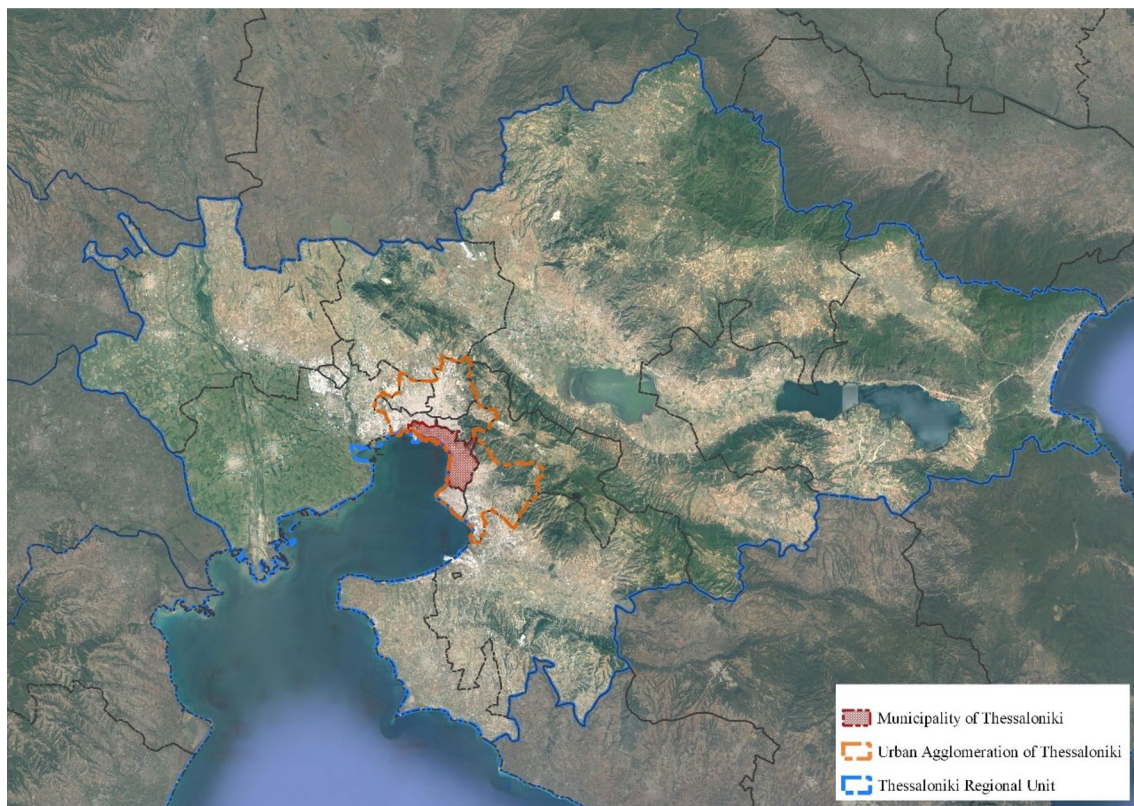 Municipality of Thessaloniki
Urban Agglomeration of Thessaloniki
Thessaloniki Regional Unit